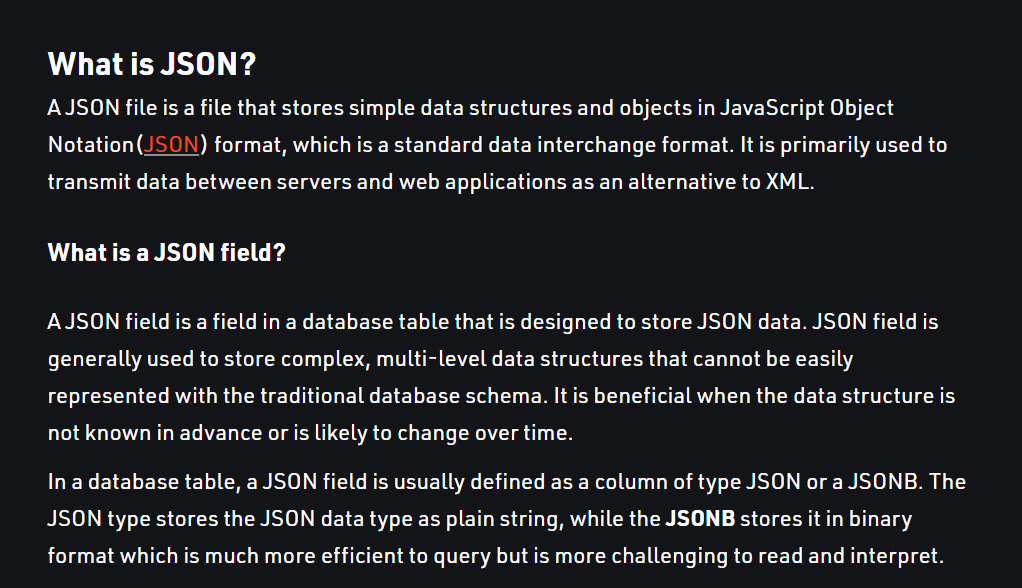 What is JSON?
A JSON file is a file that stores simple data structures and objects in JavaScript Object
Notation(JSON) format, which is a standard data interchange format. It is primarily used to
transmit data between servers and web applications as an alternative to XML.
What is a JSON field?
A JSON field is a field in a database table that is designed to store JSON data. JSON field is
generally used to store complex, multi-level data structures that cannot be easily
represented with the traditional database schema. It is beneficial when the data structure is
not known in advance or is likely to change over time.
In a database table, a JSON field is usually defined as a column of type JSON or a JSONB. The
JSON type stores the JSON data type as plain string, while the JSONB stores it in binary
format which is much more efficient to query but is more challenging to read and interpret.